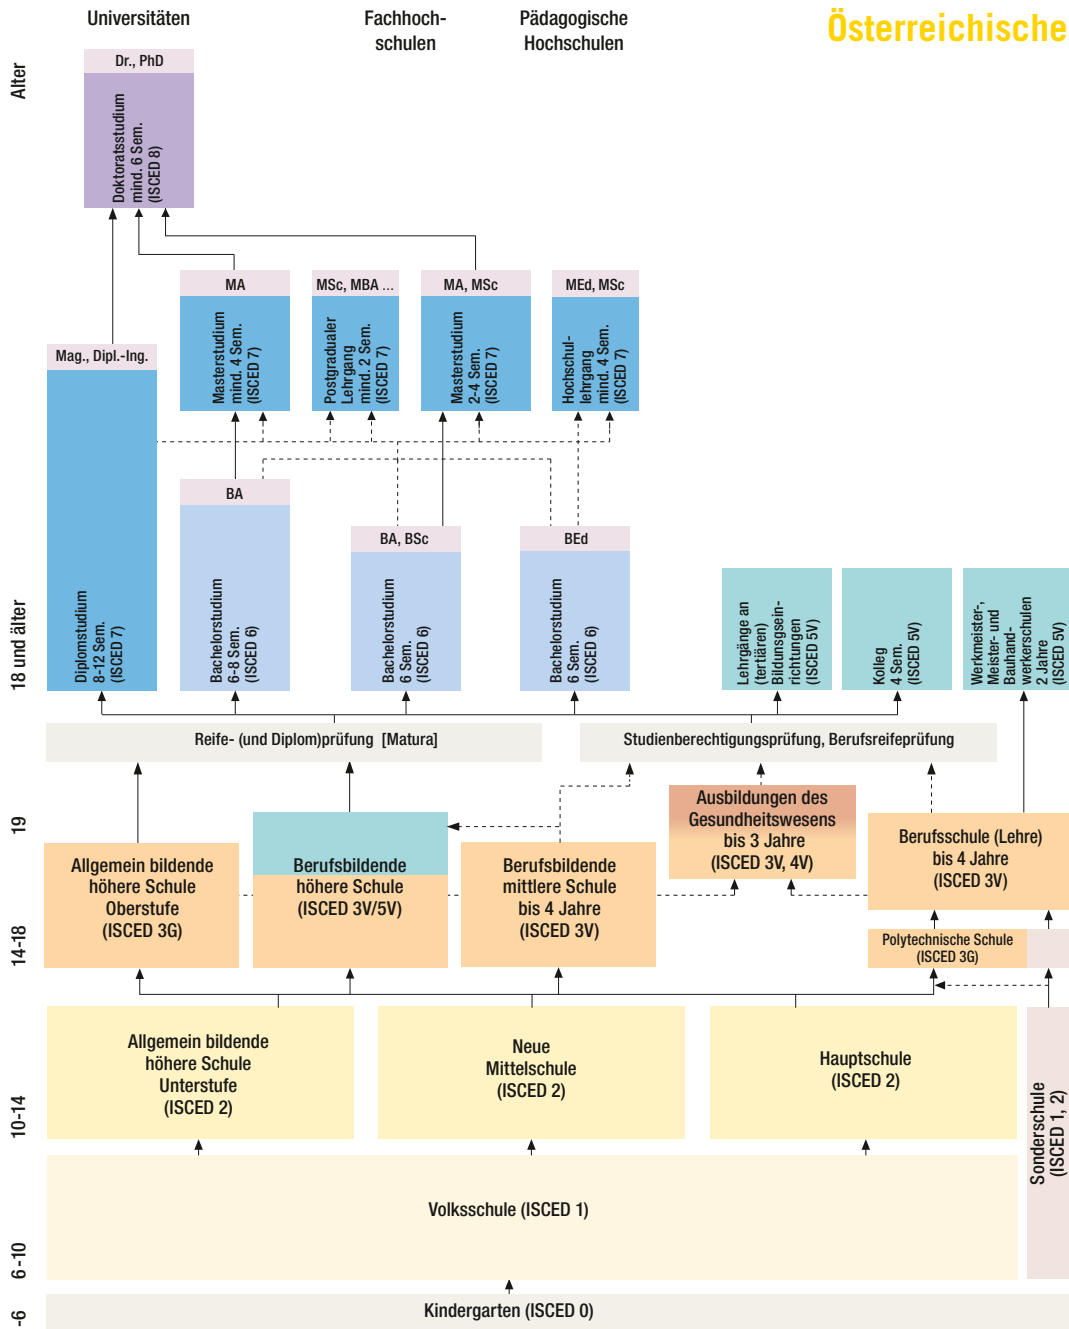 Universitäten
Fachhoch-
schulen
Pädagogische
Hochschulen
Österreichische
Alter
Dr., PhD
Doktoratsstudium
mind. 6 Sem.
(ISCED 8)
MA
Masterstudium
mind. 4 Sem.
(ISCED 7)
MSc, MBA ...
Postgradualer
Lehrgang
mind. 2 Sem.
(ISCED 7)
MA, MSc
Masterstudium
2-4 Sem.
(ISCED 7)
MEd, MSc
Hochschul-
lehrgang
mind. 4 Sem.
(ISCED 7)
Mag., Dipl.-Ing.
Diplomstudium
8-12 Sem.
(ISCED 7)
BA
Bachelorstudium
6-8 Sem.
(ISCED 6)
BA, BSc
Bachelorstudium
6 Sem.
(ISCED 6)
BEd
Bachelorstudium
6 Sem.
(ISCED 6)
Lehrgänge an
(tertiären)
Bildunsgsein-
richtungen
(ISCED 5V)
Kolleg
4 Sem.
(ISCED 5V)
Werkmeister-,
Meister- und
Bauhand-
werkerschulen
2 Jahre
(ISCED 5V)
18 und älter
Reife- (und Diplom)prüfung [Matura]
Studienberechtigungsprüfung, Berufsreifeprüfung
19
Ausbildungen des
Gesundheitswesens
bis 3 Jahre
(ISCED 3V, 4V)
Allgemein bildende
höhere Schule
Oberstufe
(ISCED 3G)
Berufsbildende
höhere Schule
(ISCED 3V/5V)
Berufsbildende
mittlere Schule
bis 4 Jahre
(ISCED 3V)
Berufsschule (Lehre)
bis 4 Jahre
(ISCED 3V)
14-18
Polytechnische Schule
(ISCED 3G)
10-14
Allgemein bildende
höhere Schule
Unterstufe
(ISCED 2)
Neue
Mittelschule
(ISCED 2)
Hauptschule
(ISCED 2)
Sonderschule
(ISCED 1, 2)
6 -10
Volksschule (ISCED 1)
-6
Kindergarten (ISCED 0)